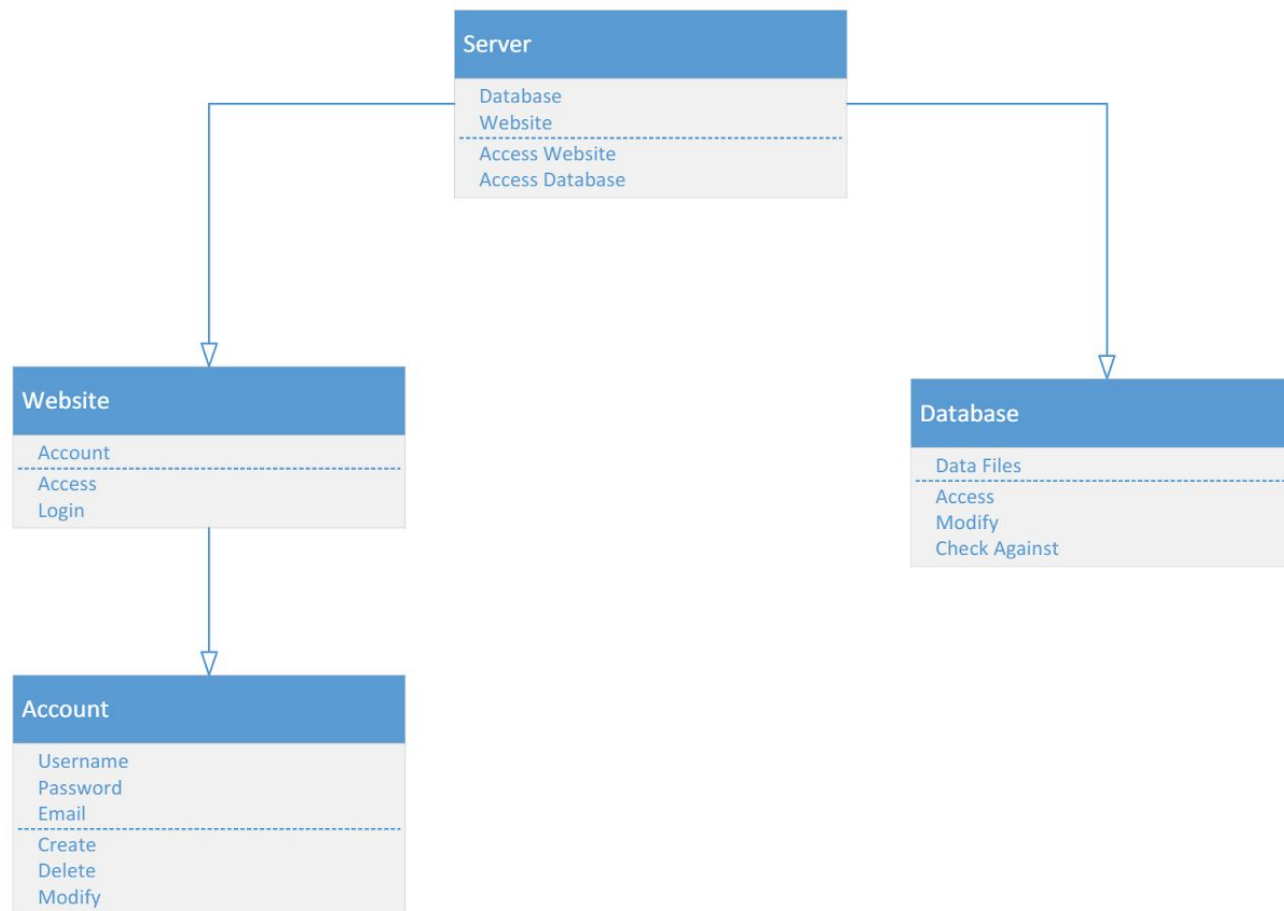 Server
Database
Website
Access Website
Access Database
Website
Account
Access
Login
Database
Data Files
Access
Modify
Check Against
Account
Username
Password
Email
Create
Delete
Modify